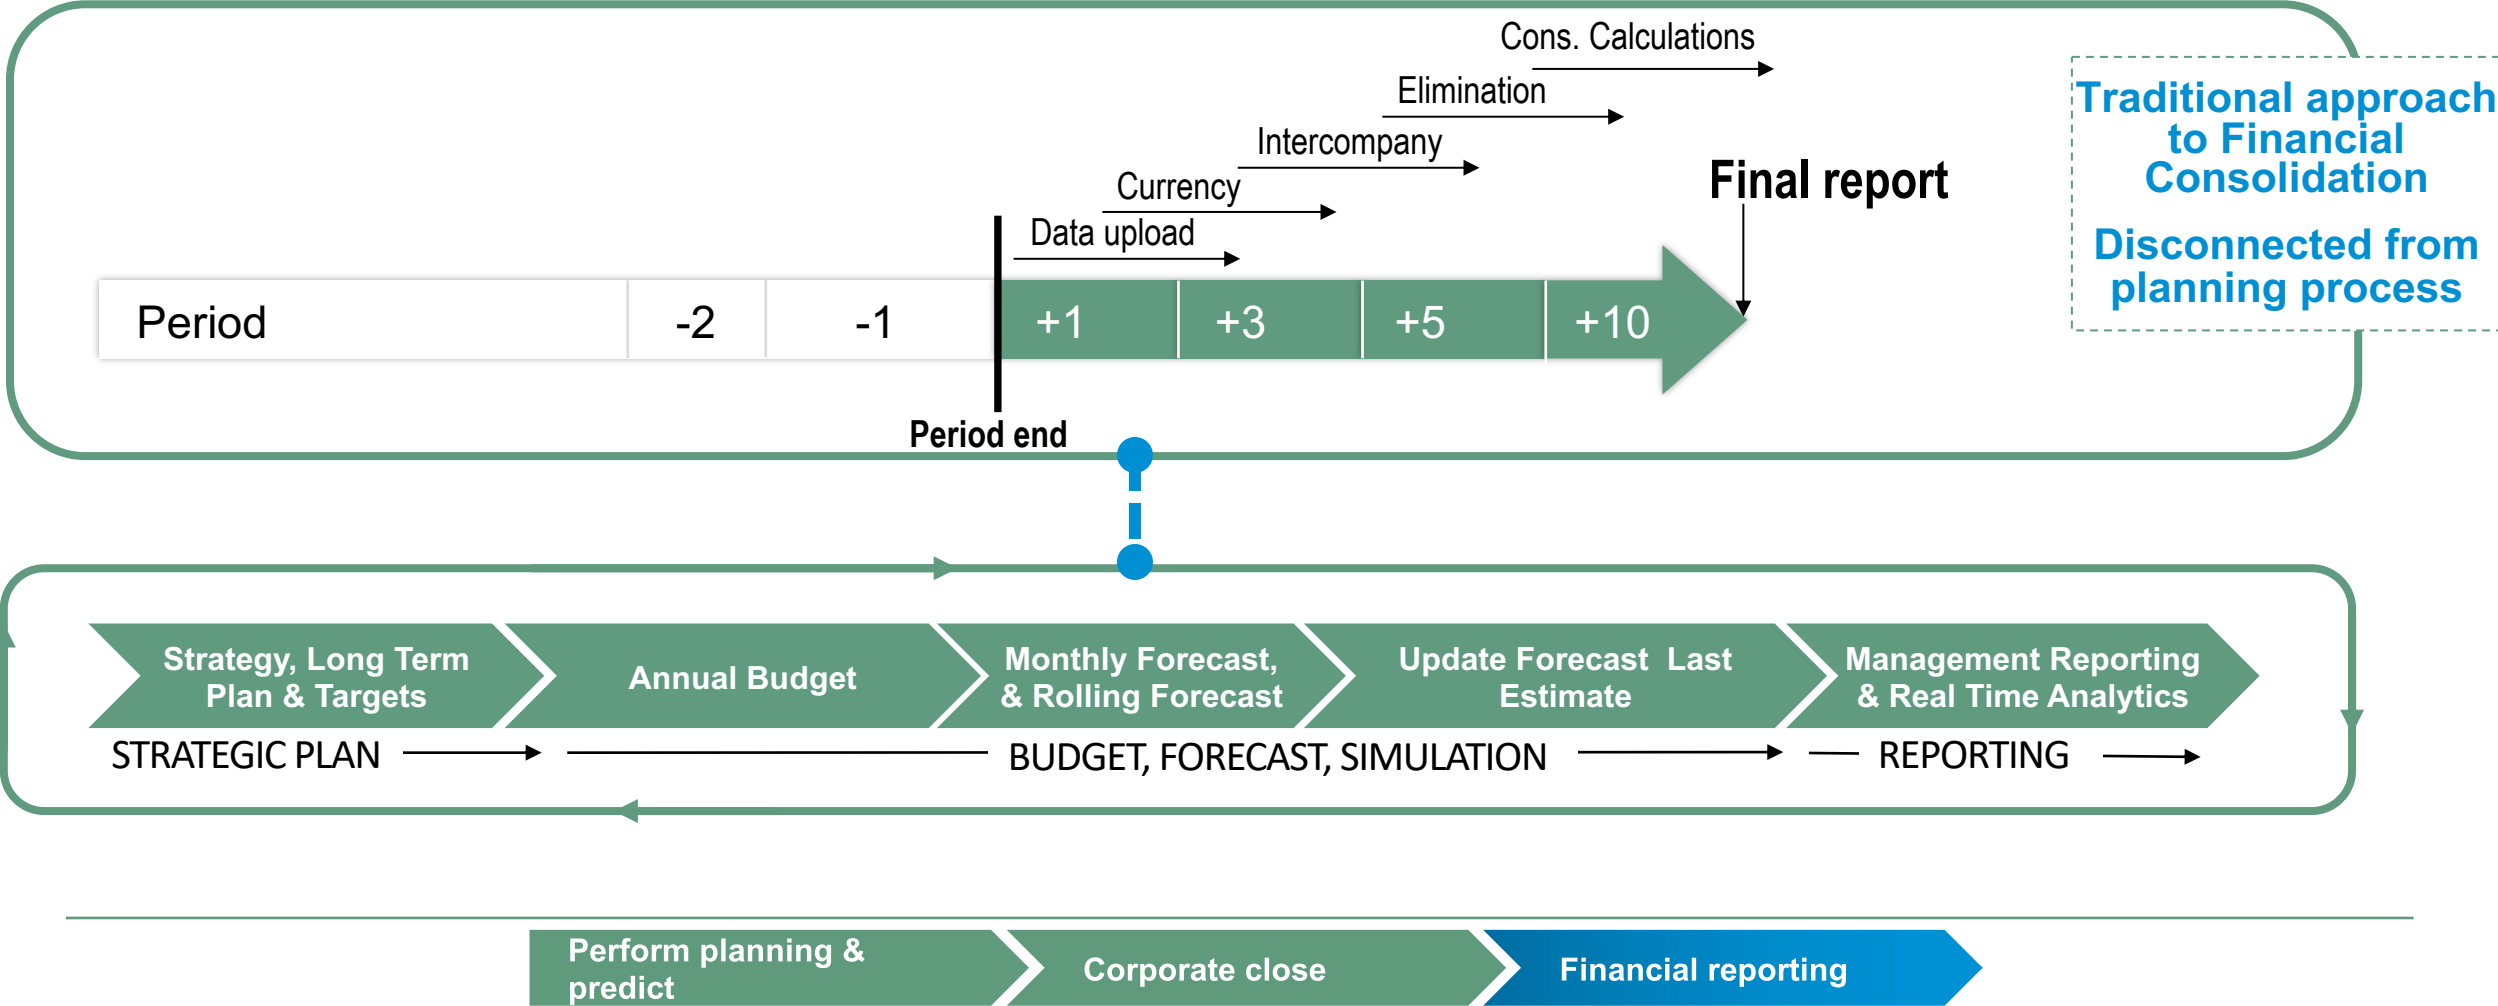 Cons. Calculations
Elimination
Intercompany
Currency
Data upload
Final report
Traditional approach
to Financial
Consolidation
Disconnected from
planning process
Period
-2
-1
+1
+3
+5
+10
Period end
Strategy, Long Term
Plan & Targets
Annual Budget
Monthly Forecast,
& Rolling Forecast
Update Forecast  Last
Estimate
Management Reporting
& Real Time Analytics
STRATEGIC PLAN
BUDGET, FORECAST, SIMULATION
REPORTING
Perform planning &
predict
Corporate close
Financial reporting